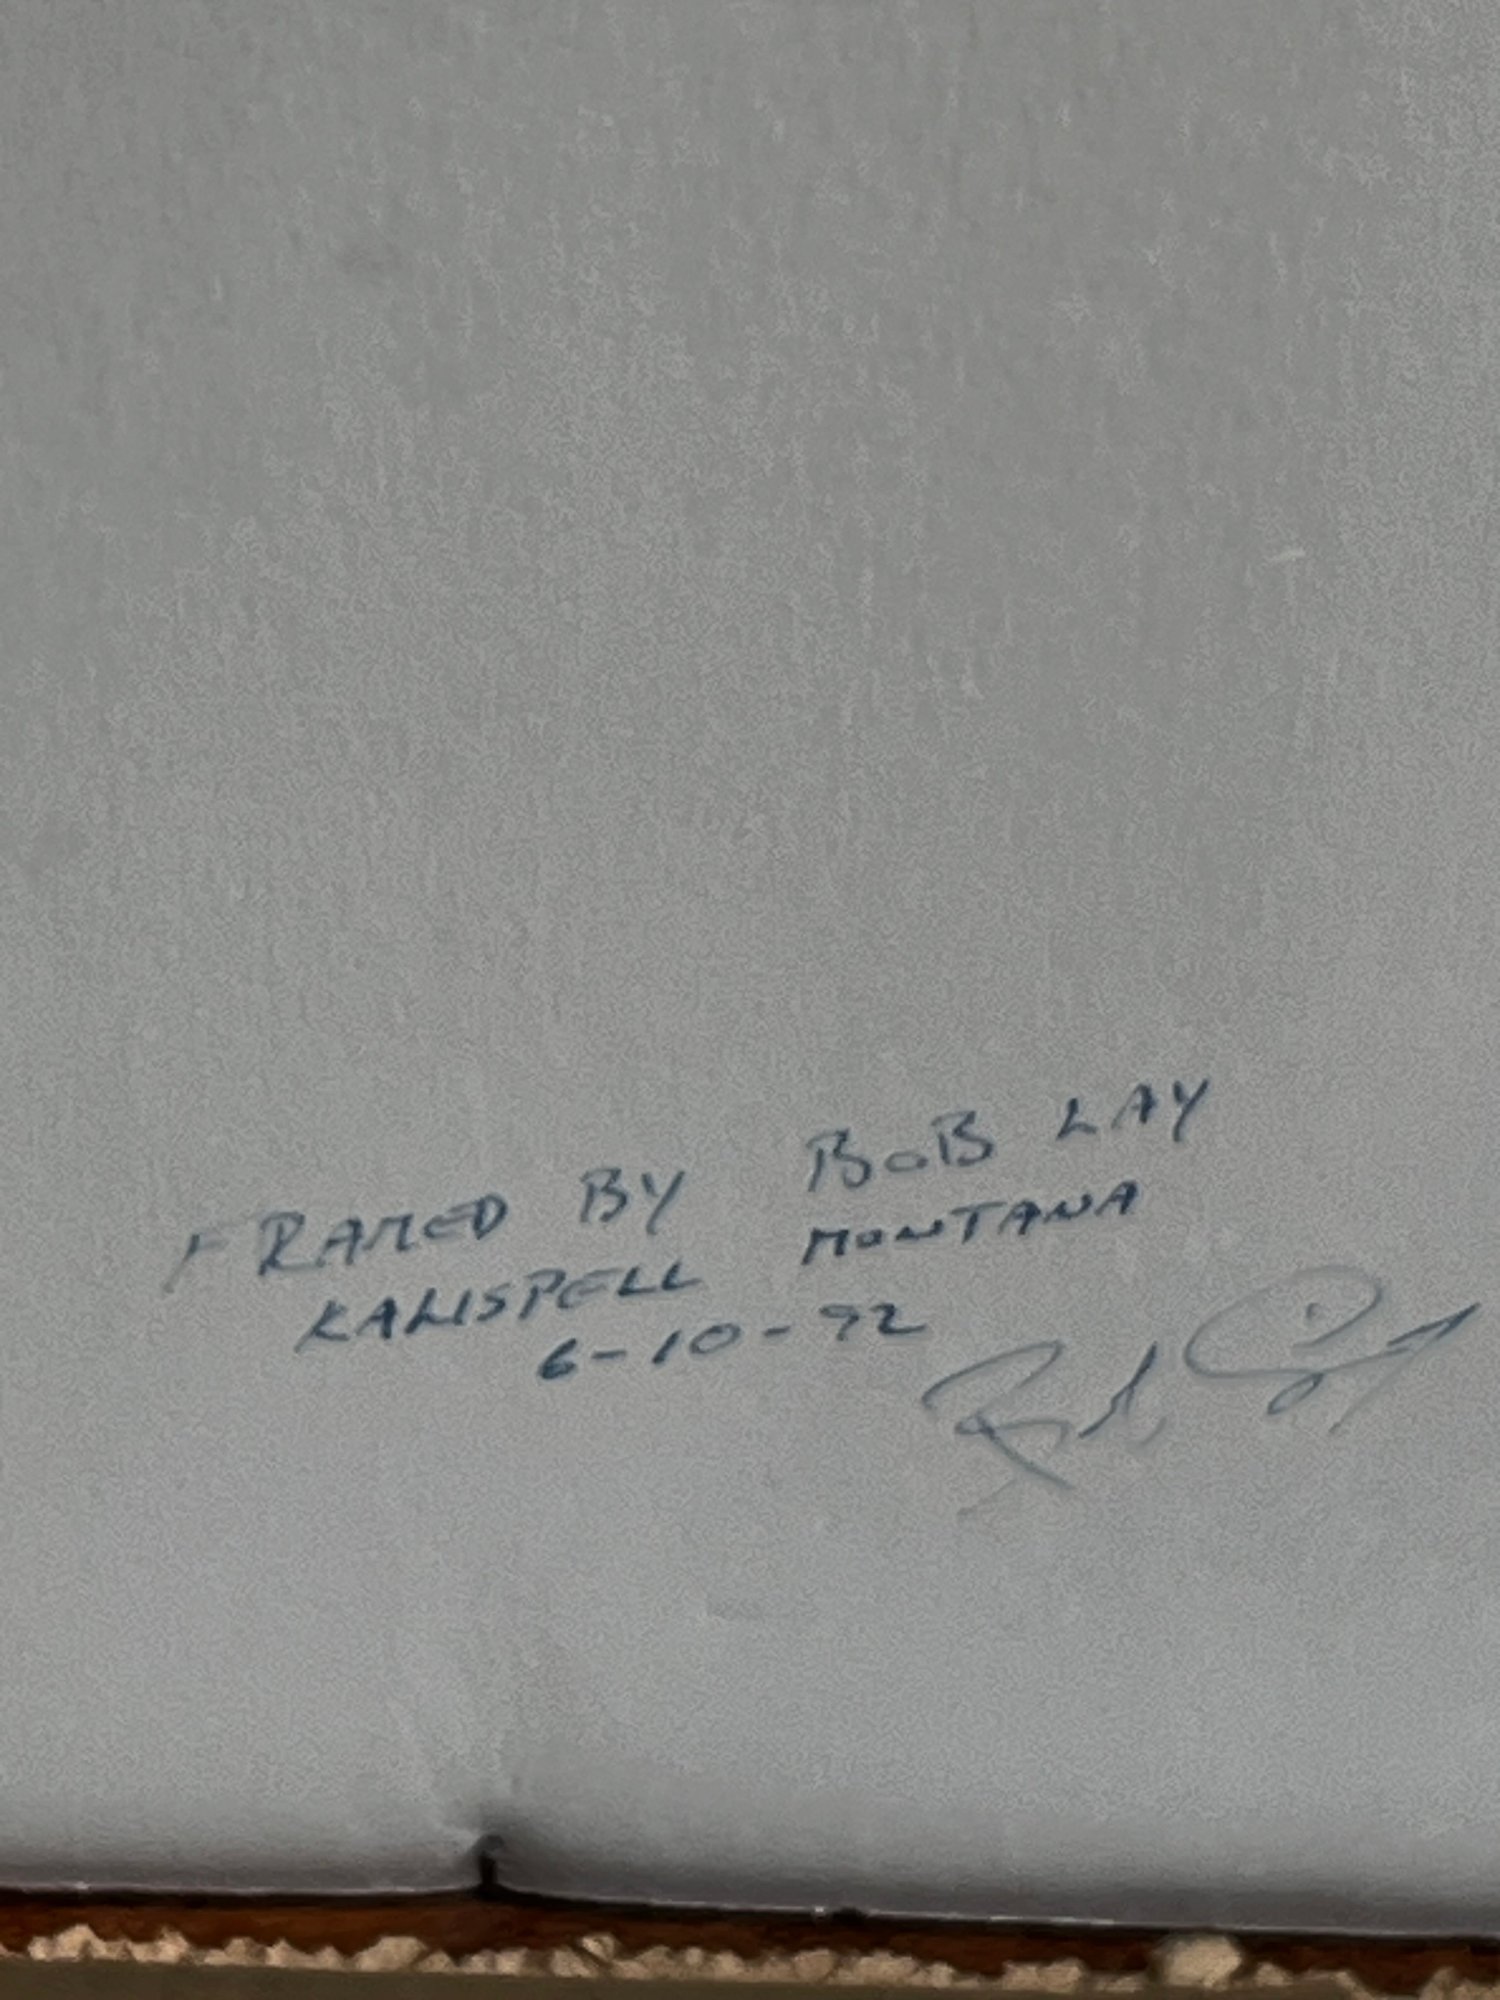 FRAMED BY BOB LAY
KALISPELL MONTANA
6-10-92